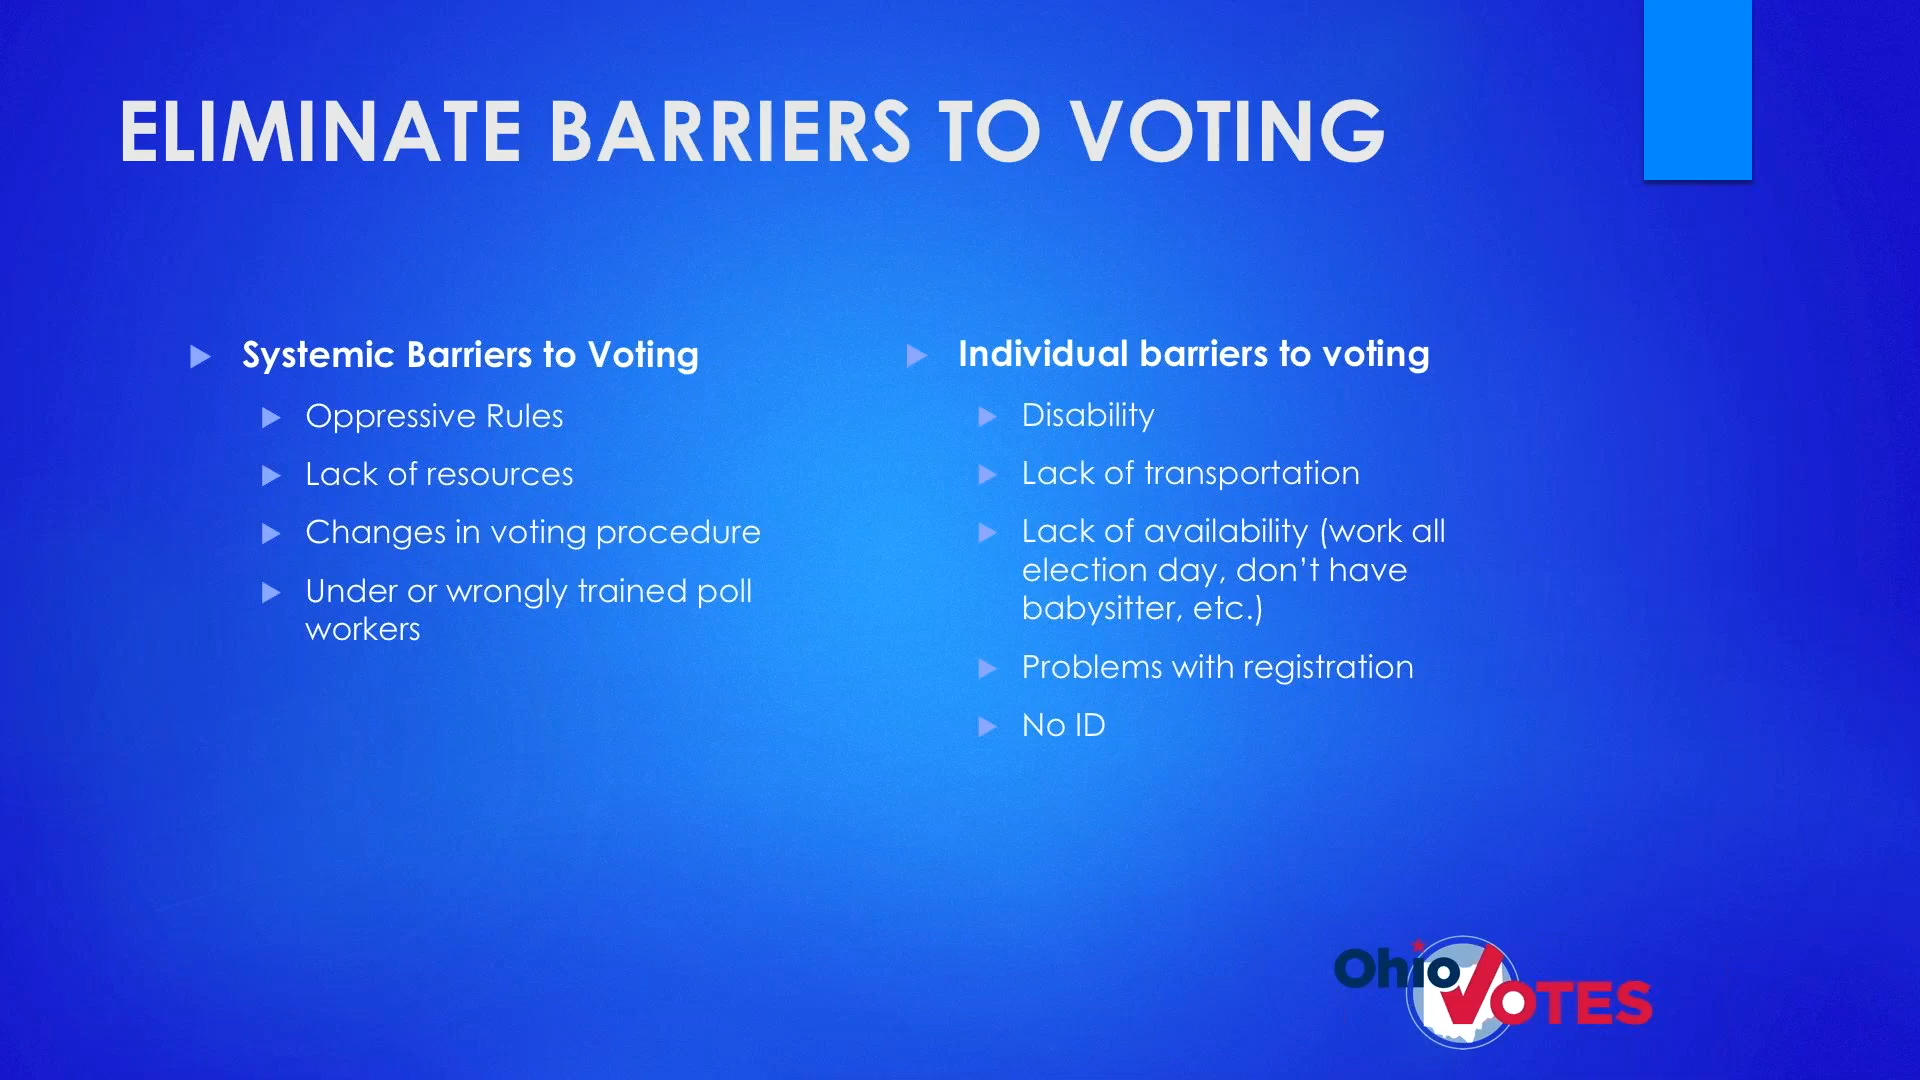 ELIMINATE BARRIERS TO VOTING
Systemic Barriers to Voting
Oppressive Rules
Lack of resources
Changes in voting procedure
Under or wrongly trained poll
workers
Individual barriers to voting
Disability
Lack of transportation
Lack of availability (work all
election day, don’t have
babysitter, etc.)
Problems with registration
No ID
Ohio
VOTES